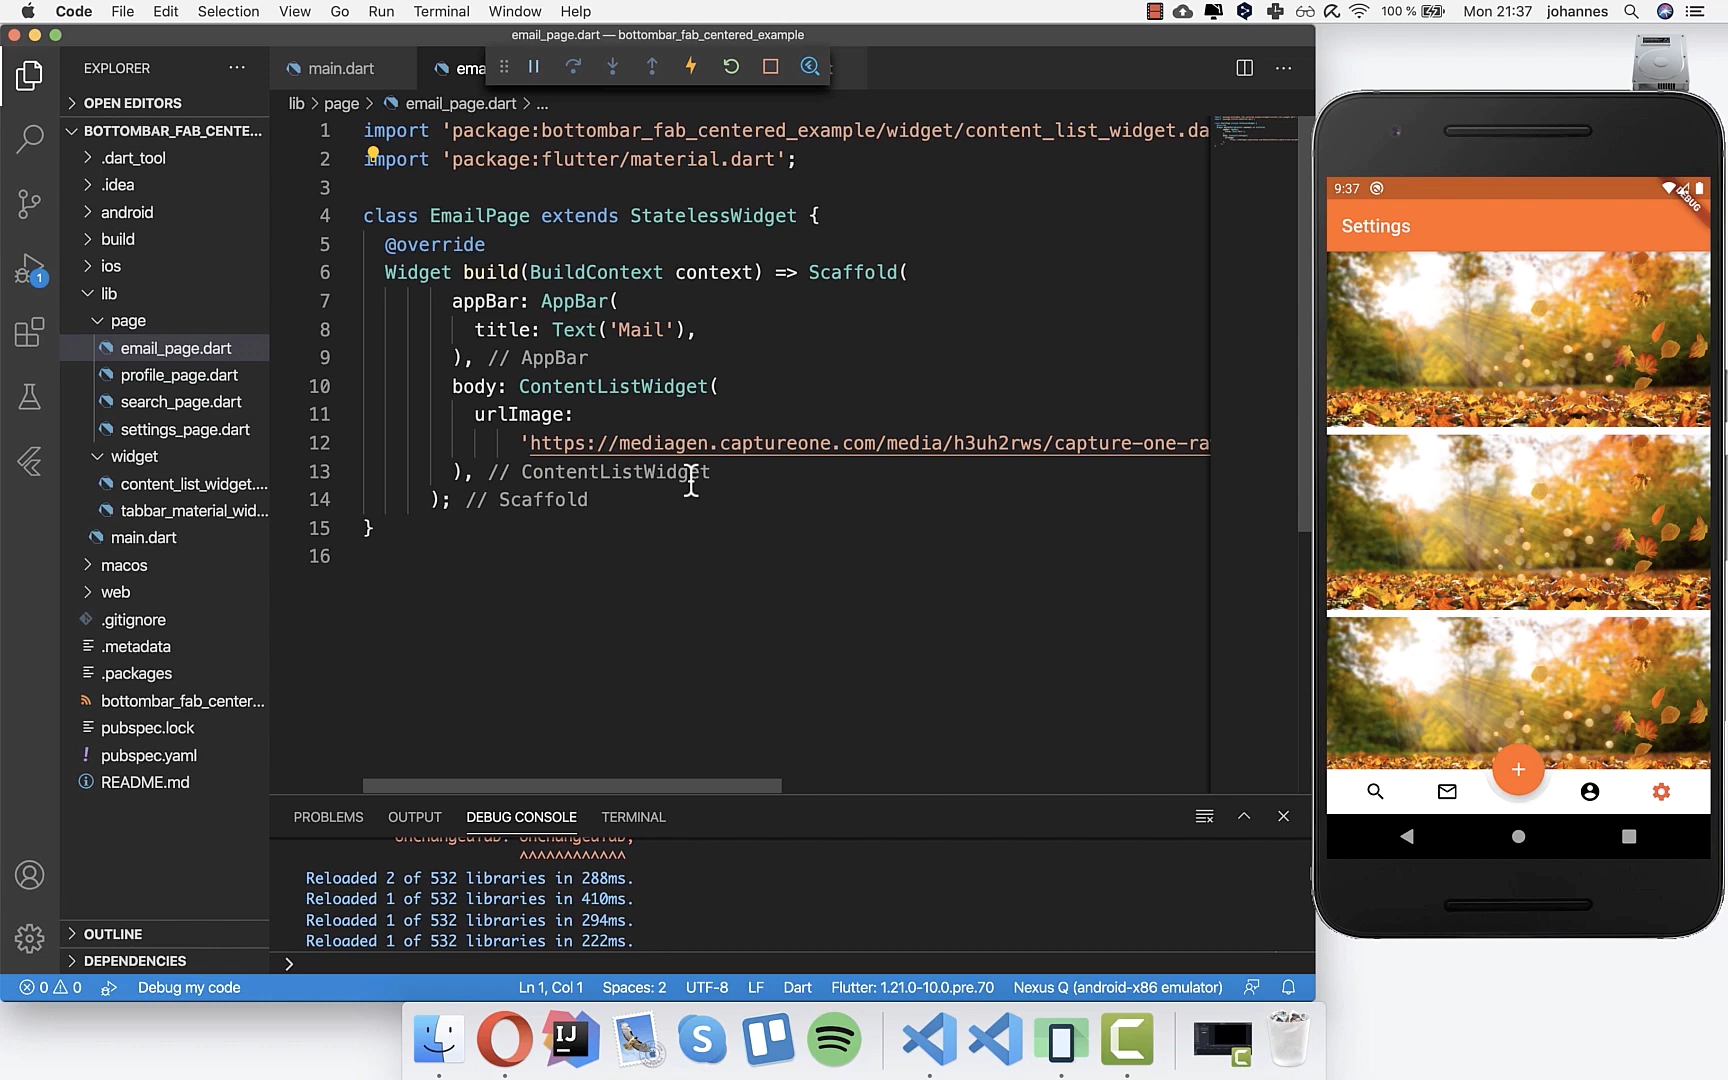 Code File Edit Selection View Go Run Terminal Window Help
100 % Mon 21:37 johannes
email_page.dart — bottombar_fab_centered_example
EXPLORER
main.dart
ema
lib > page > email_page.dart > ...
OPEN EDITORS
BOTTOMBAR_FAB_CENTE...
.dart_tool
.idea
android
build
ios
lib
page
email_page.dart
profile_page.dart
search_page.dart
settings_page.dart
widget
content_list_widget....
tabbar_material_wid...
main.dart
macos
web
.gitignore
.metadata
.packages
bottombar_fab_center...
pubspec.lock
pubspec.yaml
README.md
OUTLINE
DEPENDENCIES
1
1 import 'package:bottombar_fab_centered_example/widget/content_list_widget.da
2 import 'package:flutter/material.dart';
3
4 class EmailPage extends StatelessWidget {
5 @override
6 Widget build(BuildContext context) => Scaffold(
7 appBar: AppBar(
8 title: Text('Mail'),
9 ), // AppBar
10 body: ContentListWidget(
11 urlImage:
12 'https://mediagen.captureone.com/media/h3uh2rws/capture-one-ra
13 ), // ContentListWidget
14 ); // Scaffold
15 }
16
PROBLEMS OUTPUT DEBUG CONSOLE TERMINAL
onChangedTab: onChangedTab,
^^^^^^^^^^^^
Reloaded 2 of 532 libraries in 288ms.
Reloaded 1 of 532 libraries in 410ms.
Reloaded 1 of 532 libraries in 294ms.
Reloaded 1 of 532 libraries in 222ms.
>
0 0 Debug my code Ln 1, Col 1 Spaces: 2 UTF-8 LF Dart Flutter: 1.21.0-10.0.pre.70 Nexus Q (android-x86 emulator)
9:37
DEBUG
Settings
IJ
S
C